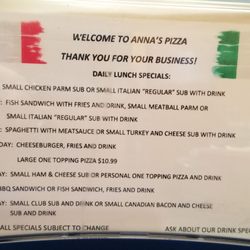 WELCOME TO ANNA'S PIZZA
THANK YOU FOR YOUR BUSINESS!
DAILY LUNCH SPECIALS:
SMALL CHICKEN PARM SUB OR SMALL ITALIAN "REGULAR" SUB WITH DRINK
: FISH SANDWICH WITH FRIES AND DRINK, SMALL MEATBALL PARM OR
SMALL ITALIAN "REGULAR" SUB WITH DRINK
: SPAGHETTI WITH MEATSAUCE OR SMALL TURKEY AND CHEESE SUB WITH DRINK
DAY: CHEESEBURGER, FRIES AND DRINK
LARGE ONE TOPPING PIZZA $10.99
AY: SMALL HAM & CHEESE SUB OR PERSONAL ONE TOPPING PIZZA AND DRINK
BBQ SANDWICH OR FISH SANDWICH, FRIES AND DRINK
Y: SMALL CLUB SUB AND DRINK OR SMALL CANADIAN BACON AND CHEESE
SUB AND DRINK
ALL SPECIALS SUBJECT TO CHANGE
ASK ABOUT OUR DRINK SPE